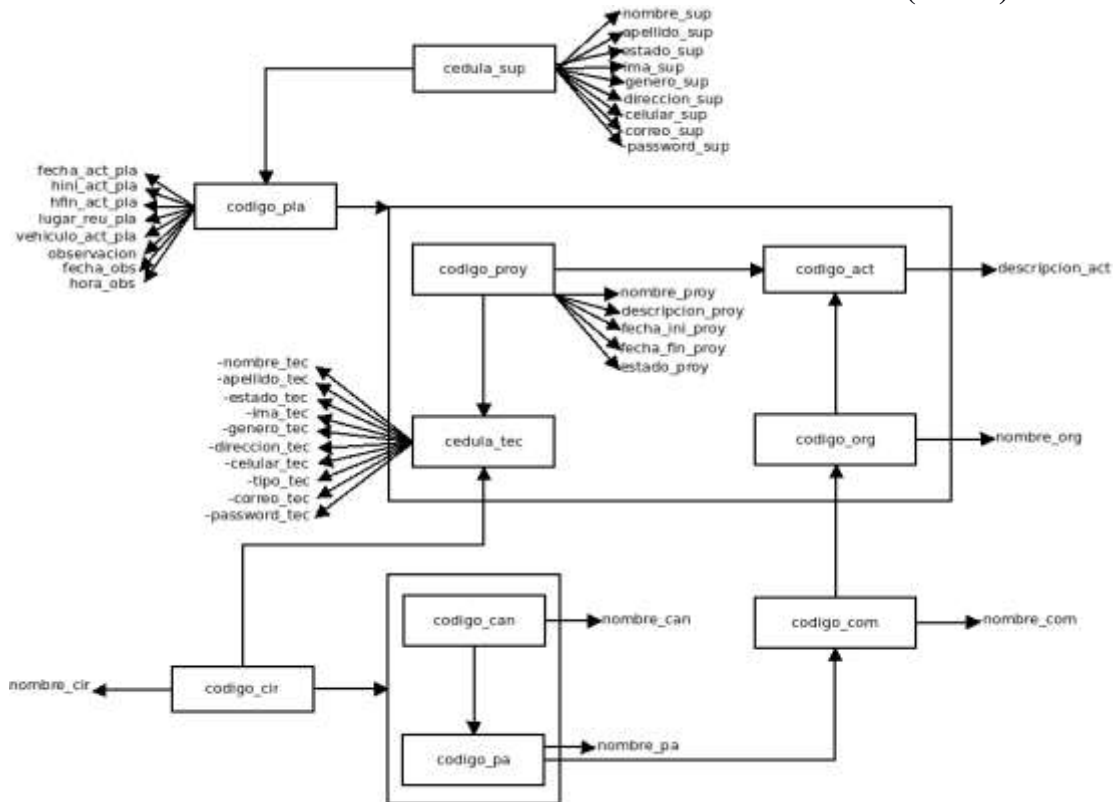 nombre_sup
apellido_sup
estado_sup
ima_sup
genero_sup
direccion_sup
celular_sup
-correo_sup
-password_sup
cedula_sup
fecha_act_pla
hini_act_pla
hfin_act_pla
lugar_reu_pla
vehiculo_act_pla
observacion
fecha_obs
hora_obs
codigo_pla
codigo_proy
codigo_act
descripcion_act
nombre_proy
descripcion_proy
fecha_ini_proy
fecha_fin_proy
estado_proy
-nombre_tec
-apellido_tec
-estado_tec
-ima_tec
-genero_tec
-direccion_tec
-celular_tec
-tipo_tec
-correo_tec
-password_tec
cedula_tec
codigo_org
nombre_org
codigo_can
nombre_can
codigo_com
nombre_com
nombre_cir
codigo_cir
codigo_pa
nombre_pa